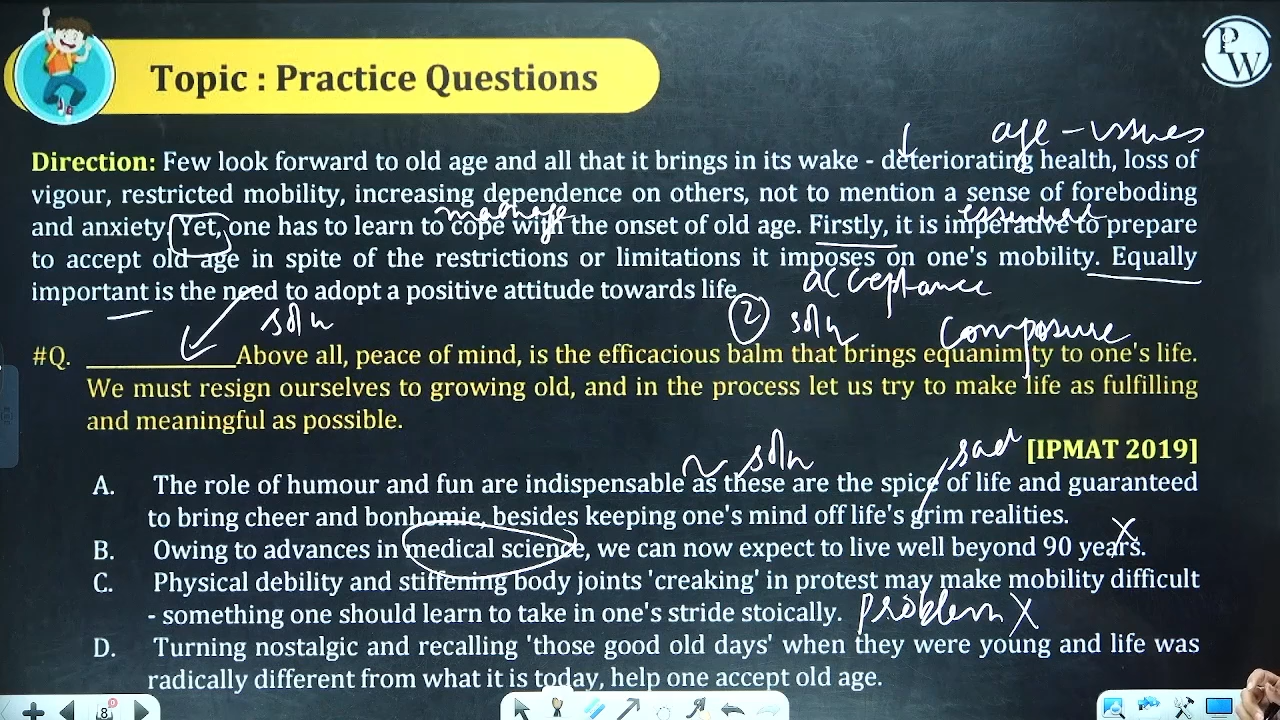 PW
Topic : Practice Questions
age - issues
Direction: Few look forward to old age and all that it brings in its wake - deteriorating health, loss of
vigour, restricted mobility, increasing dependence on others, not to mention a sense of foreboding
manage essential
and anxiety. Yet, one has to learn to cope with the onset of old age. Firstly, it is imperative to prepare
to accept old age in spite of the restrictions or limitations it imposes on one's mobility. Equally
important is the need to adopt a positive attitude towards life.
acceptance
soln 2 soln composure
#Q. ____________Above all, peace of mind, is the efficacious balm that brings equanimity to one's life.
We must resign ourselves to growing old, and in the process let us try to make life as fulfilling
and meaningful as possible.
[IPMAT 2019]
~ soln sad
A. The role of humour and fun are indispensable as these are the spice of life and guaranteed
to bring cheer and bonhomie, besides keeping one's mind off life's grim realities.
B. Owing to advances in medical science, we can now expect to live well beyond 90 years. X
C. Physical debility and stiffening body joints 'creaking' in protest may make mobility difficult
- something one should learn to take in one's stride stoically. problem X
D. Turning nostalgic and recalling 'those good old days' when they were young and life was
radically different from what it is today, help one accept old age.
8